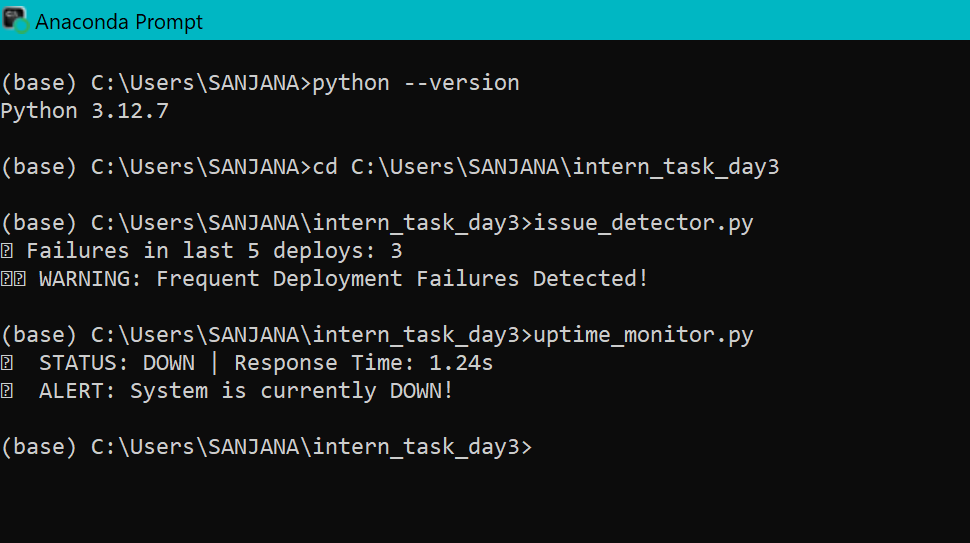 Anaconda Prompt
(base) C:\Users\SANJANA>python --version
Python 3.12.7
(base) C:\Users\SANJANA>cd C:\Users\SANJANA\intern_task_day3
(base) C:\Users\SANJANA\intern_task_day3>issue_detector.py
⍰ Failures in last 5 deploys: 3
⍰⍰ WARNING: Frequent Deployment Failures Detected!
(base) C:\Users\SANJANA\intern_task_day3>uptime_monitor.py
⍰  STATUS: DOWN | Response Time: 1.24s
⍰  ALERT: System is currently DOWN!
(base) C:\Users\SANJANA\intern_task_day3>